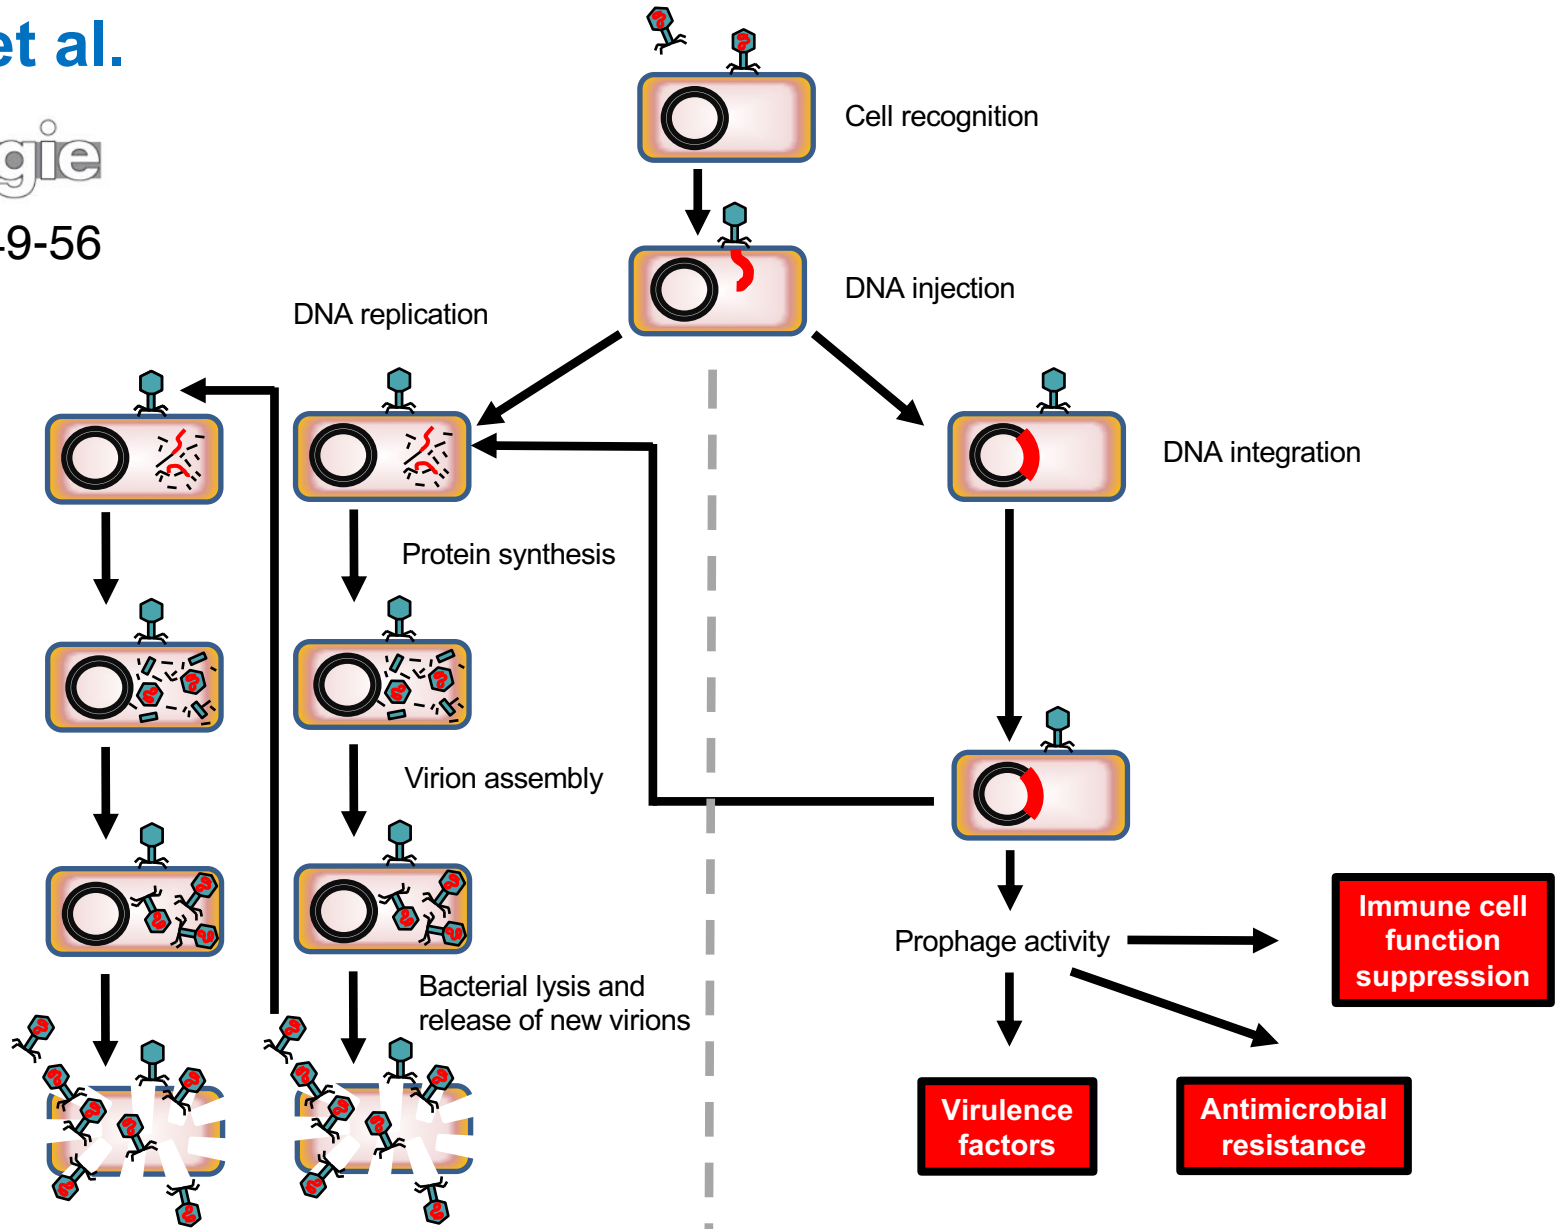 et al.
gie
49-56
Cell recognition
DNA injection
DNA replication
DNA integration
Protein synthesis
Virion assembly
Bacterial lysis and
release of new virions
Prophage activity
Immune cell
function
suppression
Virulence
factors
Antimicrobial
resistance